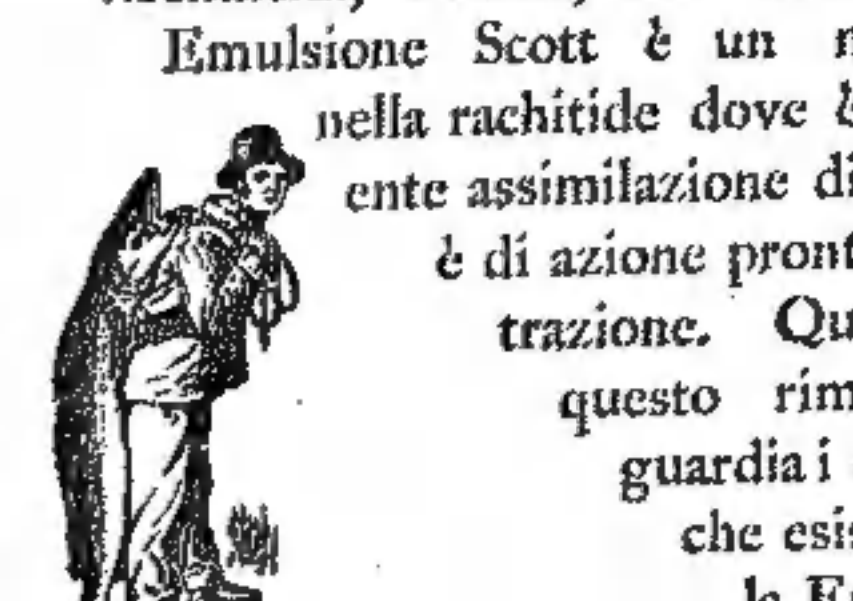 Emulsione Scott è un
nella rachitide dove è
ente assimilazione di
è di azione pront
trazione. Qu
questo rim
guardia i
che esis
le E